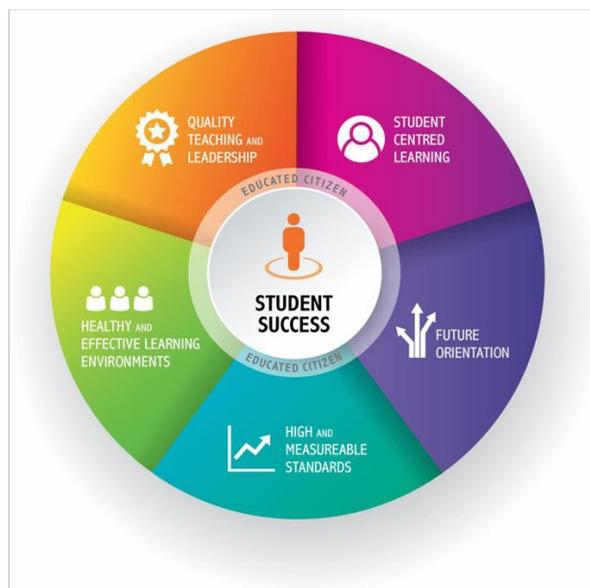 QUALITY
TEACHING AND
LEADERSHIP
STUDENT
CENTRED
LEARNING
EDUCATED CITIZEN
STUDENT
SUCCESS
EDUCATED CITIZEN
HEALTHY AND
EFFECTIVE LEARNING
ENVIRONMENTS
FUTURE
ORIENTATION
HIGH AND
MEASUREABLE
STANDARDS